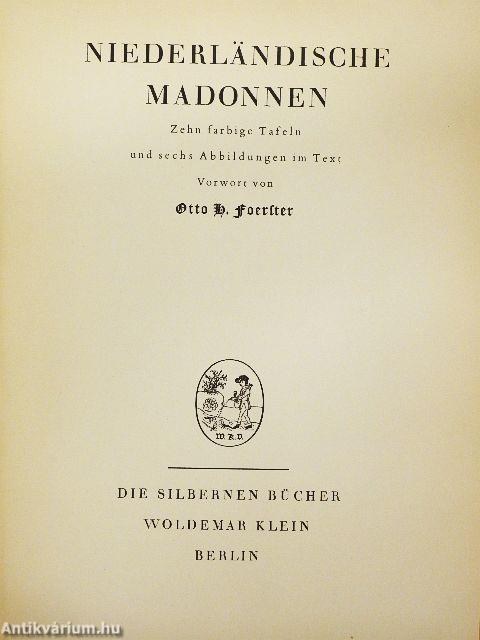 NIEDERLÄNDISCHE
MADONNEN
Zehn farbige Tafeln
und sechs Abbildungen im Text
Vorwort von
Otto H. Foerster
W. K. V.
DIE SILBERNEN BÜCHER
WOLDEMAR KLEIN
BERLIN
Antikvárium.hu